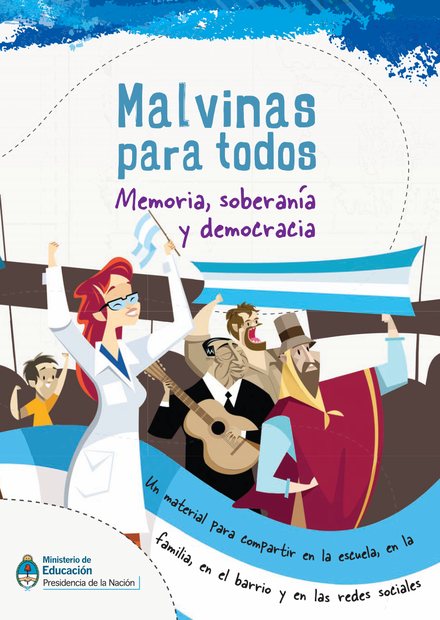 Malvinas
para todos
Memoria, soberanía
y democracia
Un material para compartir en la escuela, en la
familia, en el barrio y en las redes sociales
Ministerio de
Educación
Presidencia de la Nación